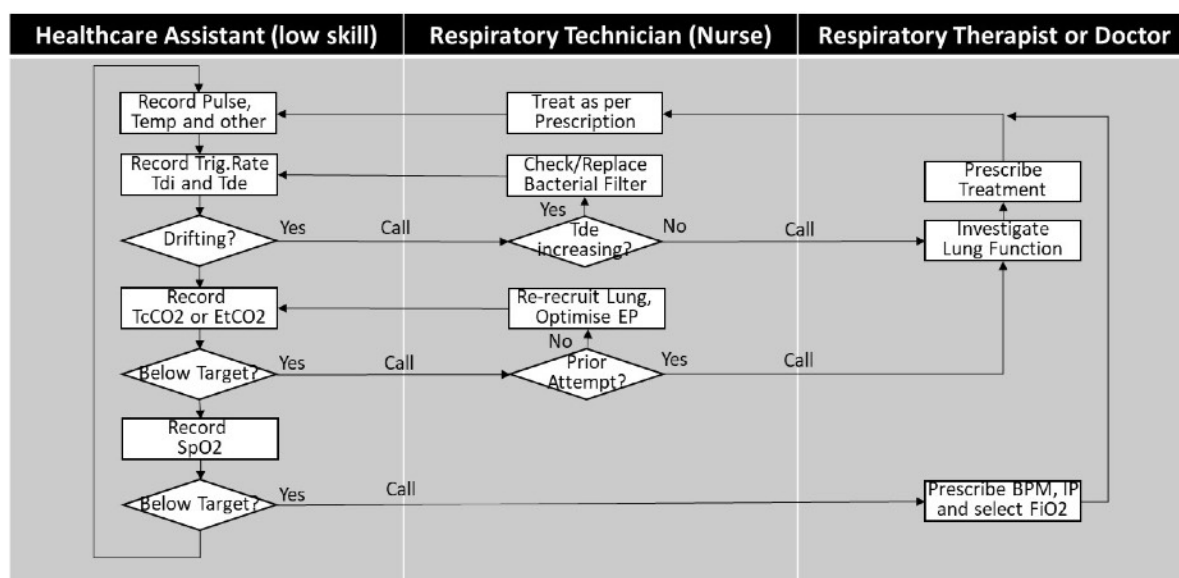 Healthcare Assistant (low skill)
Respiratory Technician (Nurse)
Respiratory Therapist or Doctor
Record Pulse,
Temp and other
Treat as per
Prescription
Record Trig.Rate
Tdi and Tde
Check/Replace
Bacterial Filter
Prescribe
Treatment
Drifting?
Yes
Call
Yes
Tde
increasing?
No
Call
Investigate
Lung Function
Record
TcCO2 or EtCO2
Re-recruit Lung,
Optimise EP
No
Below Target?
Yes
Call
Prior
Attempt?
Yes
Call
Record
SpO2
Below Target?
Yes
Call
Prescribe BPM, IP
and select FiO2